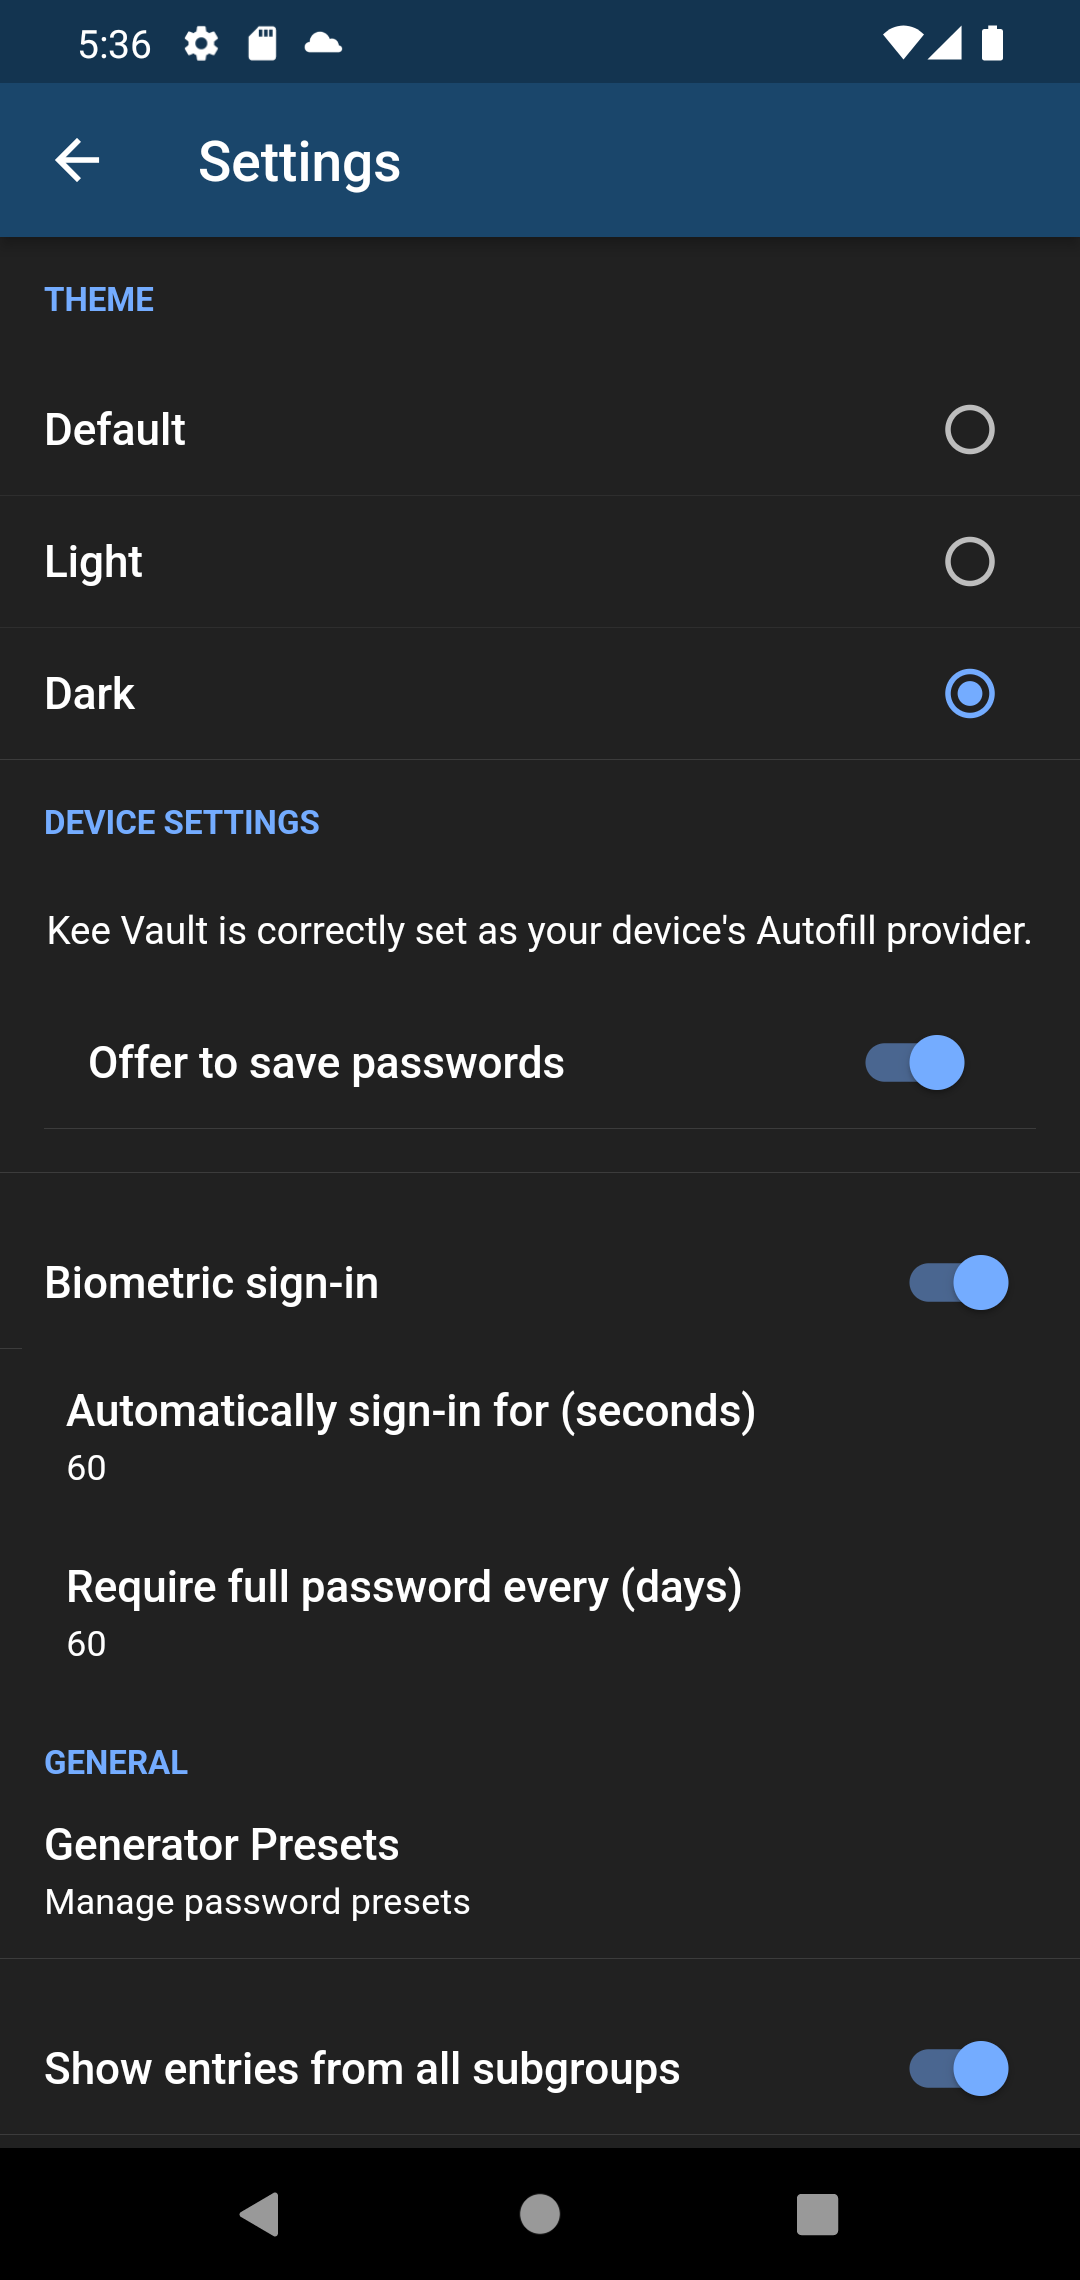 5:36
Settings
THEME
Default
Light
Dark
DEVICE SETTINGS
Kee Vault is correctly set as your device's Autofill provider.
Offer to save passwords
Biometric sign-in
Automatically sign-in for (seconds)
60
Require full password every (days)
60
GENERAL
Generator Presets
Manage password presets
Show entries from all subgroups